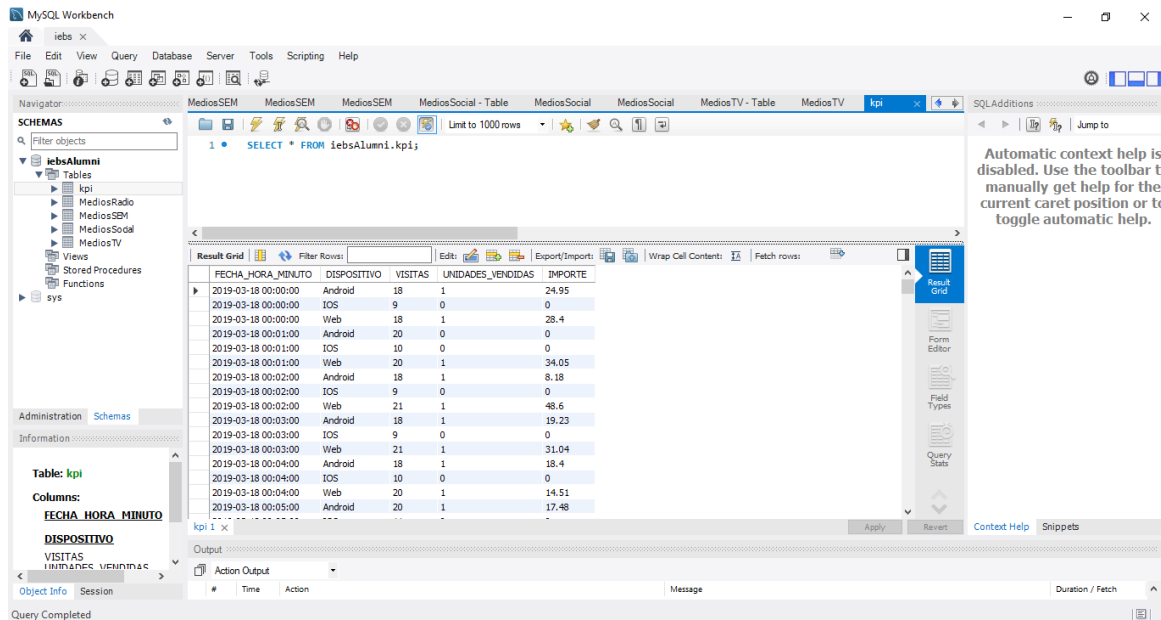 MySQL Workbench
iebs ×
File Edit View Query Database Server Tools Scripting Help
Navigator
SCHEMAS
Filter objects
iebsAlumni
Tables
kpi
MediosRadio
MediosSEM
MediosSocial
MediosTV
Views
Stored Procedures
Functions
sys
Administration Schemas
Information
Table: kpi
Columns:
FECHA_HORA_MINUTO
DISPOSITIVO
VISITAS
UNIDADES_VENDIDAS
Object Info Session
MediosSEM MediosSEM MediosSEM MediosSocial - Table MediosSocial MediosSocial MediosTV - Table MediosTV kpi ×
Limit to 1000 rows
1 SELECT * FROM iebsAlumni.kpi;
Result Grid Filter Rows: Edit: Export/Import: Wrap Cell Content: Fetch rows:
FECHA_HORA_MINUTO DISPOSITIVO VISITAS UNIDADES_VENDIDAS IMPORTE
2019-03-18 00:00:00 Android 18 1 24.95
2019-03-18 00:00:00 IOS 9 0 0
2019-03-18 00:00:00 Web 18 1 28.4
2019-03-18 00:01:00 Android 20 0 0
2019-03-18 00:01:00 IOS 10 0 0
2019-03-18 00:01:00 Web 20 1 34.05
2019-03-18 00:02:00 Android 18 1 8.18
2019-03-18 00:02:00 IOS 9 0 0
2019-03-18 00:02:00 Web 21 1 48.6
2019-03-18 00:03:00 Android 18 1 19.23
2019-03-18 00:03:00 IOS 9 0 0
2019-03-18 00:03:00 Web 21 1 31.04
2019-03-18 00:04:00 Android 18 1 18.4
2019-03-18 00:04:00 IOS 10 0 0
2019-03-18 00:04:00 Web 20 1 14.51
2019-03-18 00:05:00 Android 20 1 17.48
Result
Grid
Form
Editor
Field
Types
Query
Stats
kpi 1 × Apply Revert
SQLAdditions
Jump to
Automatic context help is
disabled. Use the toolbar t
manually get help for the
current caret position or to
toggle automatic help.
Context Help Snippets
Output
Action Output
# Time Action Message Duration / Fetch
Query Completed